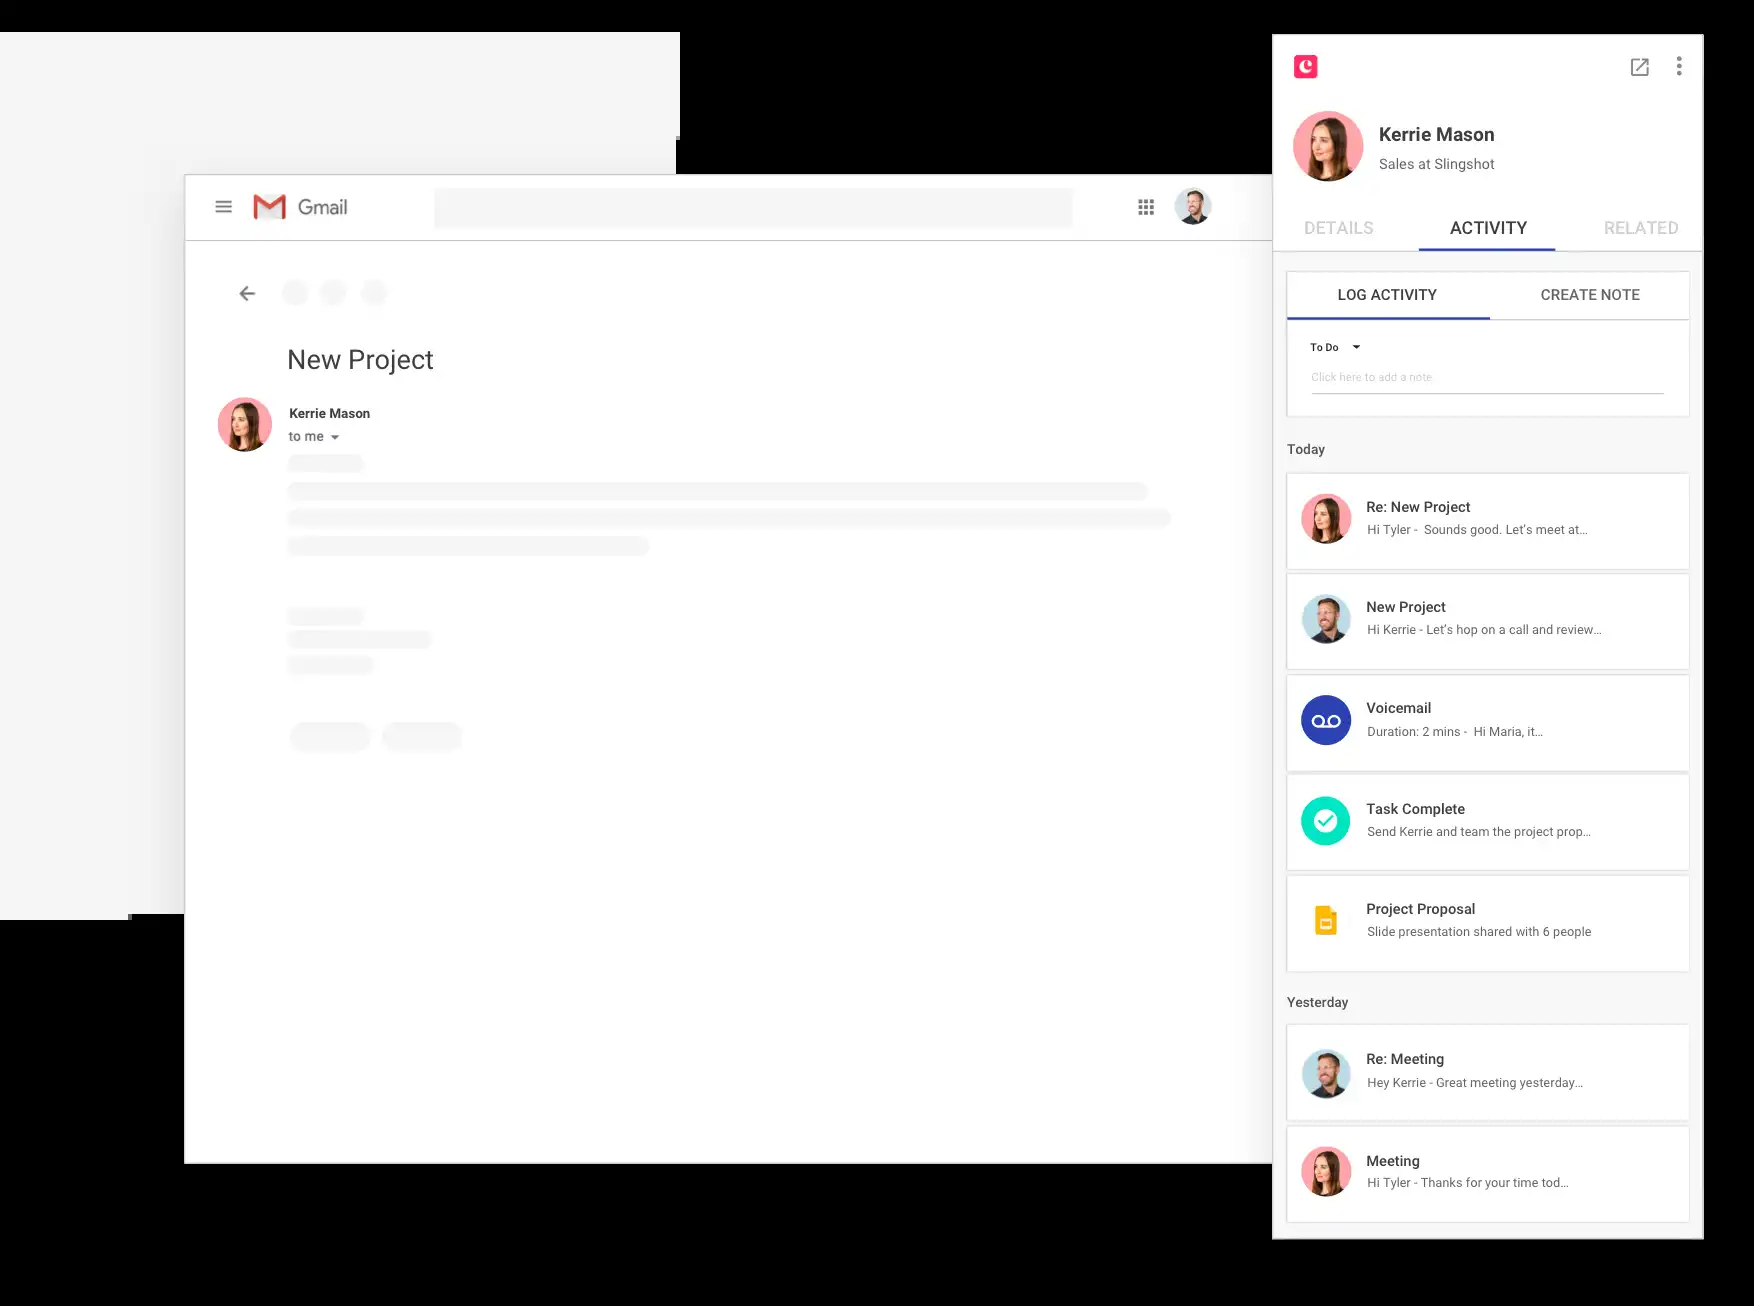 Gmail
New Project
Kerrie Mason
to me
Kerrie Mason
Sales at Slingshot
DETAILS
ACTIVITY
RELATED
LOG ACTIVITY
CREATE NOTE
To Do
Click here to add a note
Today
Re: New Project
Hi Tyler - Sounds good. Let's meet at...
New Project
Hi Kerrie - Let's hop on a call and review...
Voicemail
Duration: 2 mins - Hi Maria, it...
Task Complete
Send Kerrie and team the project prop...
Project Proposal
Slide presentation shared with 6 people
Yesterday
Re: Meeting
Hey Kerrie - Great meeting yesterday...
Meeting
Hi Tyler - Thanks for your time tod...